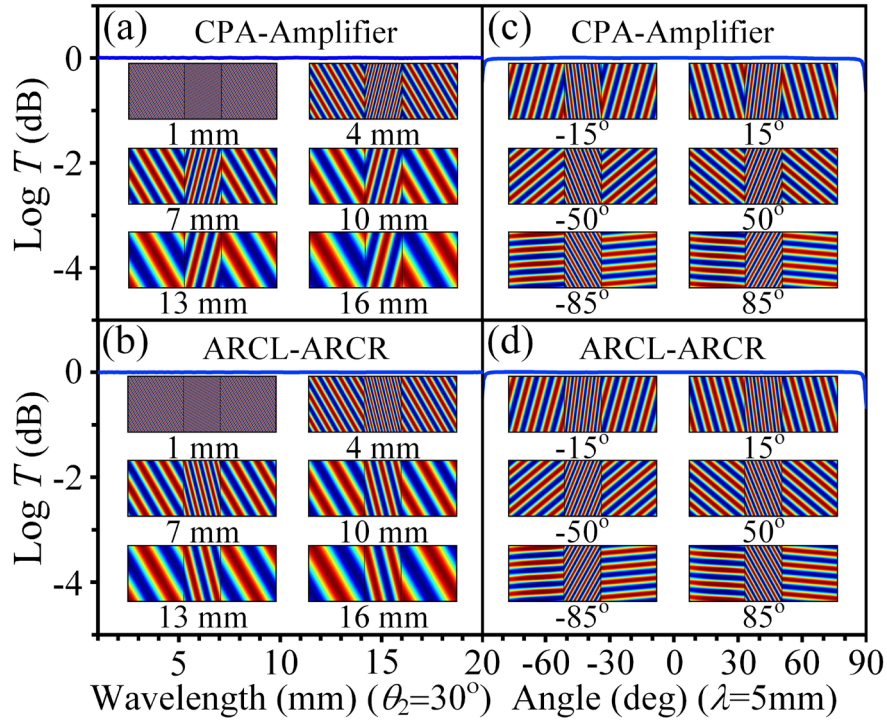 (a) CPA-Amplifier
0
Log T (dB)
1 mm 4 mm
-2
7 mm 10 mm
-4
13 mm 16 mm
(c) CPA-Amplifier
-15° 15°
-50° 50°
-85° 85°
(b) ARCL-ARCR
0
Log T (dB)
1 mm 4 mm
-2
7 mm 10 mm
-4
13 mm 16 mm
5 10 15 20
Wavelength (mm) (θ₂=30°)
(d) ARCL-ARCR
-15° 15°
-50° 50°
-85° 85°
-60 -30 0 30 60 90
Angle (deg) (λ=5mm)